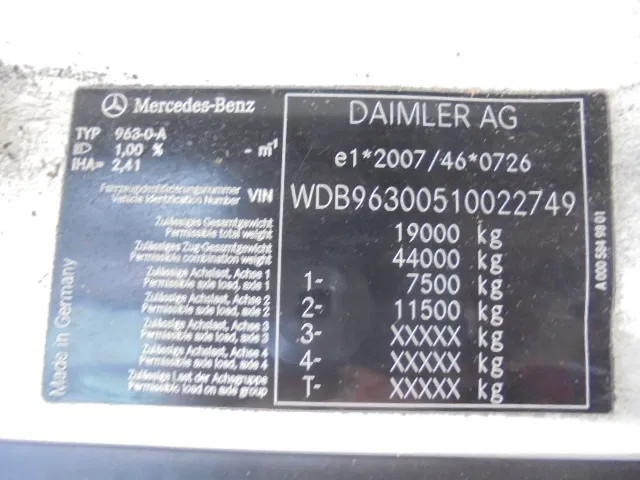 Mercedes-Benz
TYP 963-0-A
1,00 % - m⁻¹
IHA= 2,41
Fahrzeugidentifizierungsnummer
Vehicle Identification Number VIN
Zulässiges Gesamtgewicht
Permissible total weight
Zulässiges Zug-Gesamtgewicht
Permissible combination weight
Zulässige Achslast, Achse 1
Permissible axle load, axle 1
Zulässige Achslast, Achse 2
Permissible axle load, axle 2
Zulässige Achslast, Achse 3
Permissible axle load, axle 3
Zulässige Achslast, Achse 4
Permissible axle load, axle 4
Zulässige Last der Achsgruppe
Permissible load on axle group
DAIMLER AG
e1*2007/46*0726
WDB96300510022749
19000 kg
44000 kg
1- 7500 kg
2- 11500 kg
3- XXXXX kg
4- XXXXX kg
T- XXXXX kg
Made in Germany
A 000 584 98 01